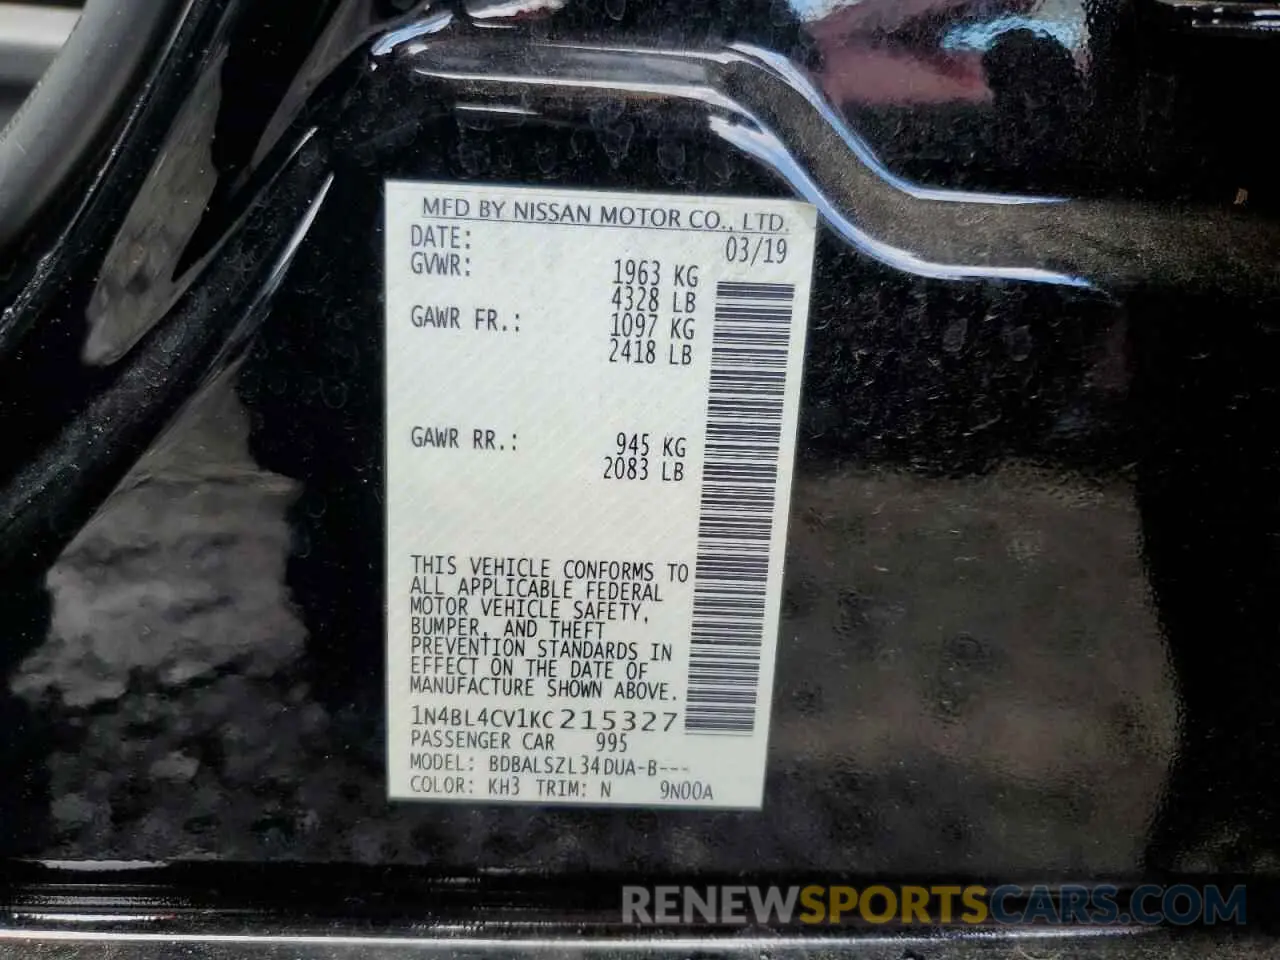 MFD BY NISSAN MOTOR CO., LTD.
DATE: 03/19
GVWR: 1963 KG
4328 LB
GAWR FR.: 1097 KG
2418 LB
GAWR RR.: 945 KG
2083 LB
THIS VEHICLE CONFORMS TO
ALL APPLICABLE FEDERAL
MOTOR VEHICLE SAFETY,
BUMPER, AND THEFT
PREVENTION STANDARDS IN
EFFECT ON THE DATE OF
MANUFACTURE SHOWN ABOVE.
1N4BL4CV1KC215327
PASSENGER CAR 995
MODEL: BDBALSZL34DUA-B---
COLOR: KH3 TRIM: N 9N00A
RENEWSPORTSCARS.COM